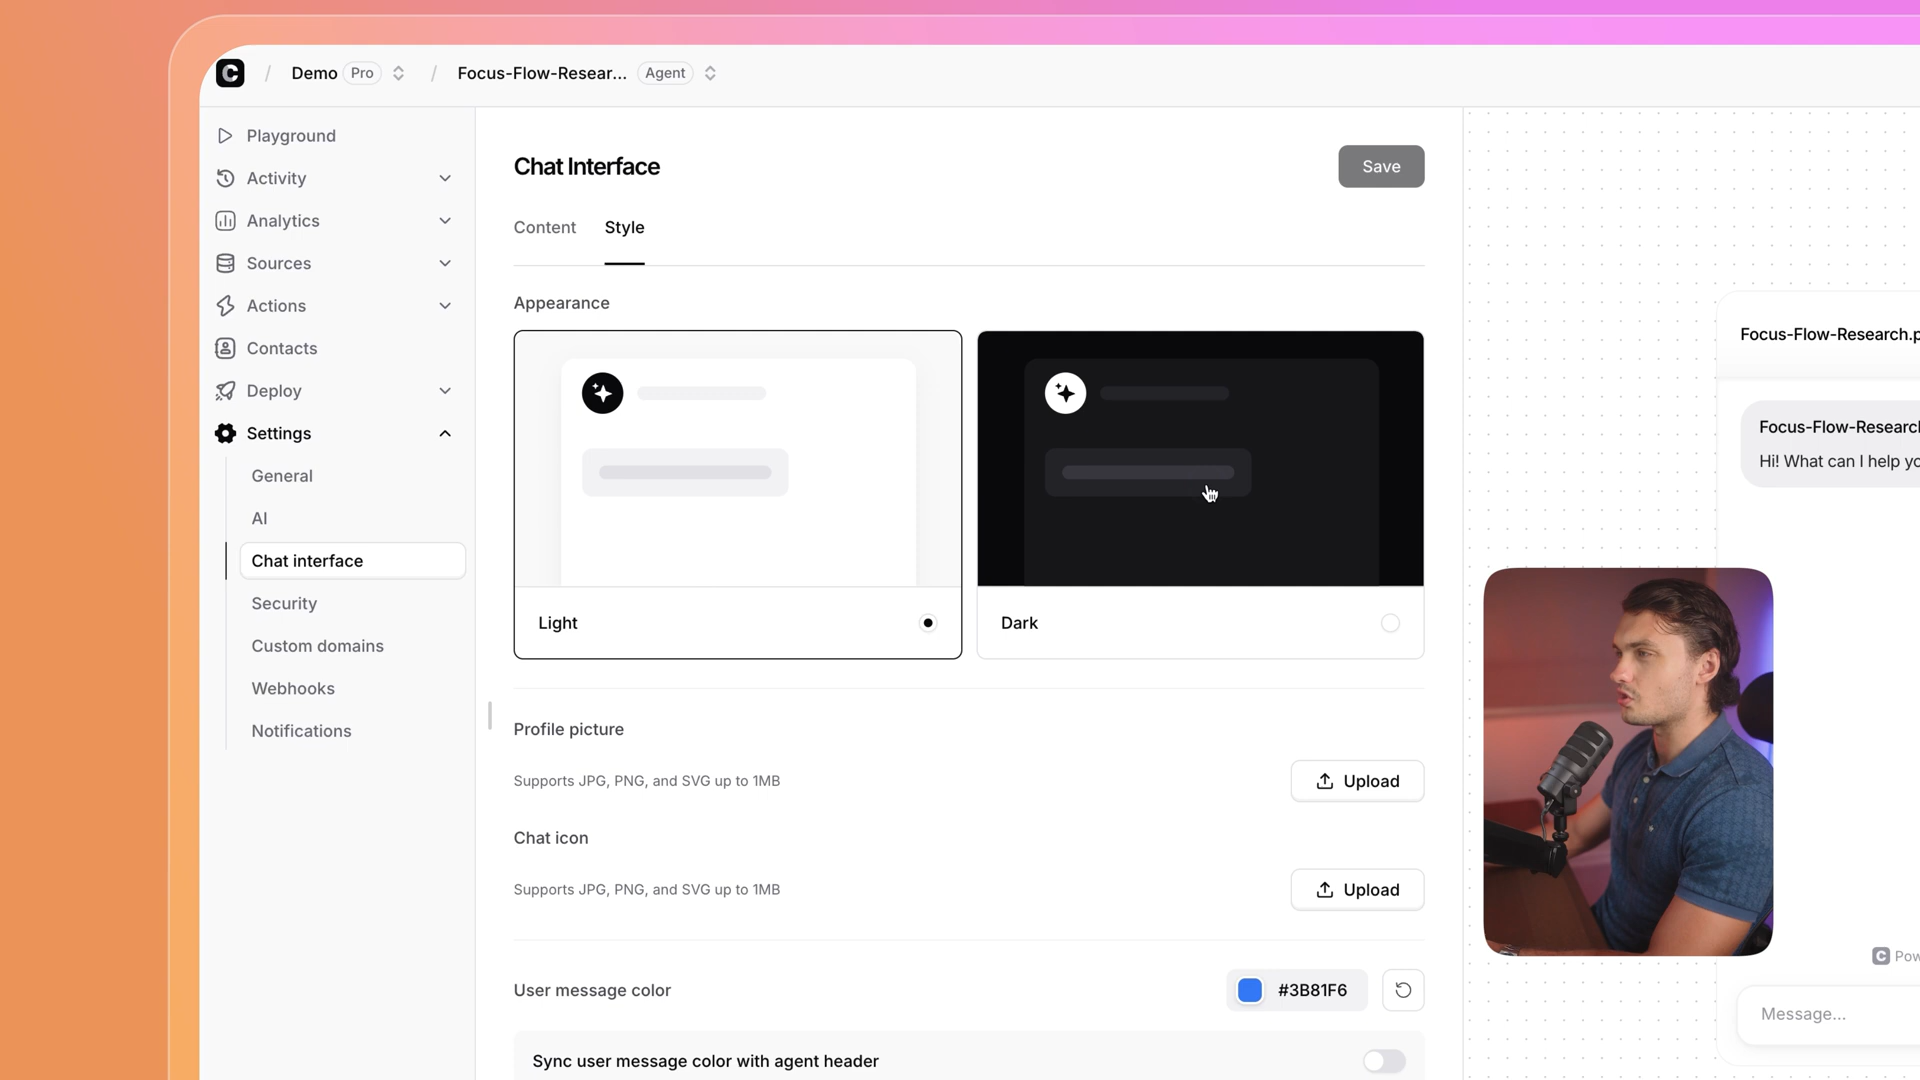 C / Demo Pro / Focus-Flow-Resear... Agent
Playground
Activity
Analytics
Sources
Actions
Contacts
Deploy
Settings
General
AI
Chat interface
Security
Custom domains
Webhooks
Notifications
Chat Interface
Save
Content Style
Appearance
Light
Dark
Profile picture
Supports JPG, PNG, and SVG up to 1MB
Upload
Chat icon
Supports JPG, PNG, and SVG up to 1MB
Upload
User message color
#3B81F6
Sync user message color with agent header
Focus-Flow-Research.p
Focus-Flow-Research
Hi! What can I help yo
C Pow
Message...